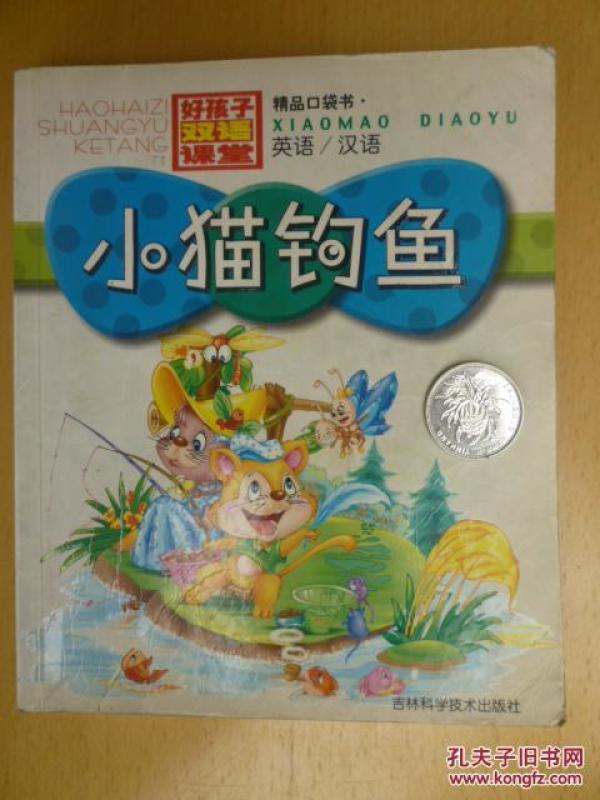 HAOHAIZI
SHUANGYU
KETANG
好孩子
双语
课堂
精品口袋书·
XIAOMAO DIAOYU
英语/汉语
小猫钓鱼
吉林科学技术出版社
孔夫子旧书网
www.kongfz.com